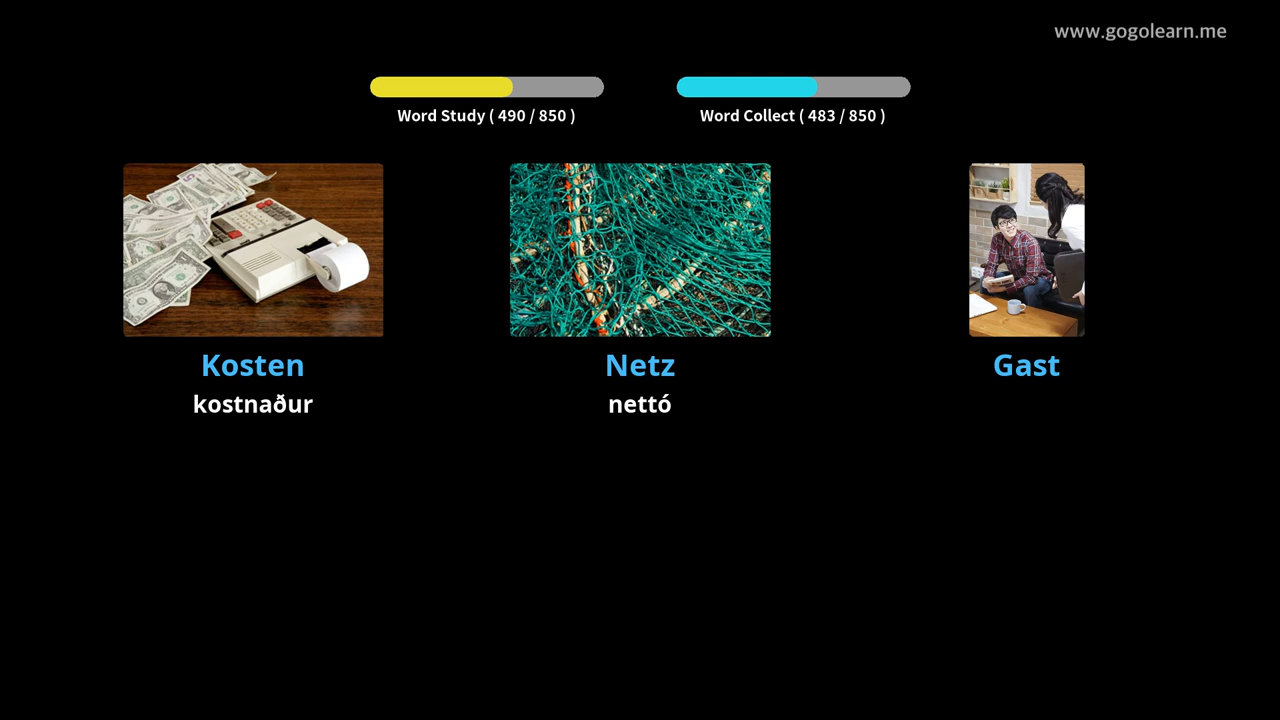 www.gogolearn.me
Word Study ( 490 / 850 )
Word Collect ( 483 / 850 )
Kosten
kostnaður
Netz
nettó
Gast